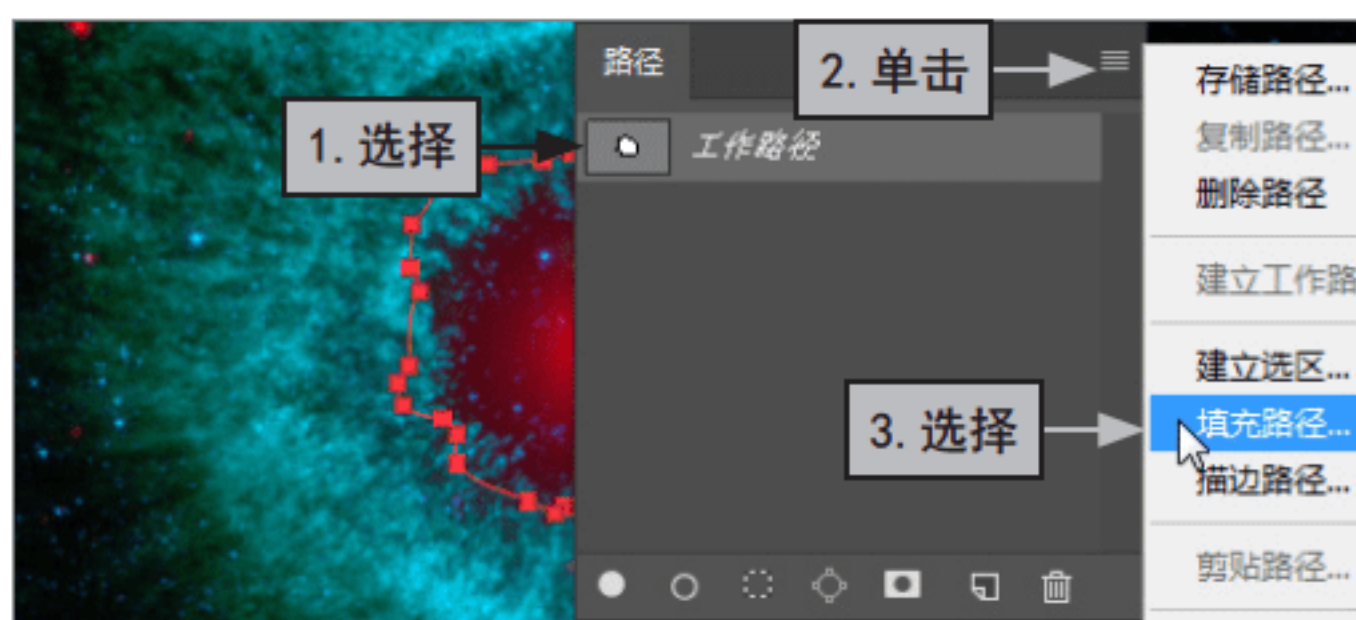 路径
2. 单击
1. 选择
工作路径
3. 选择
存储路径...
复制路径...
删除路径
建立工作路
建立选区...
填充路径...
描边路径...
剪贴路径...